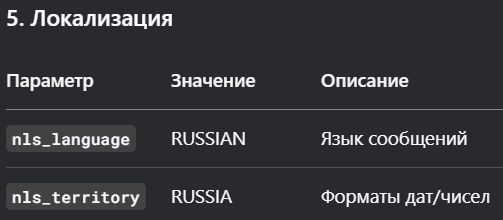 5. Локализация
Параметр Значение Описание
nls_language RUSSIAN Язык сообщений
nls_territory RUSSIA Форматы дат/чисел